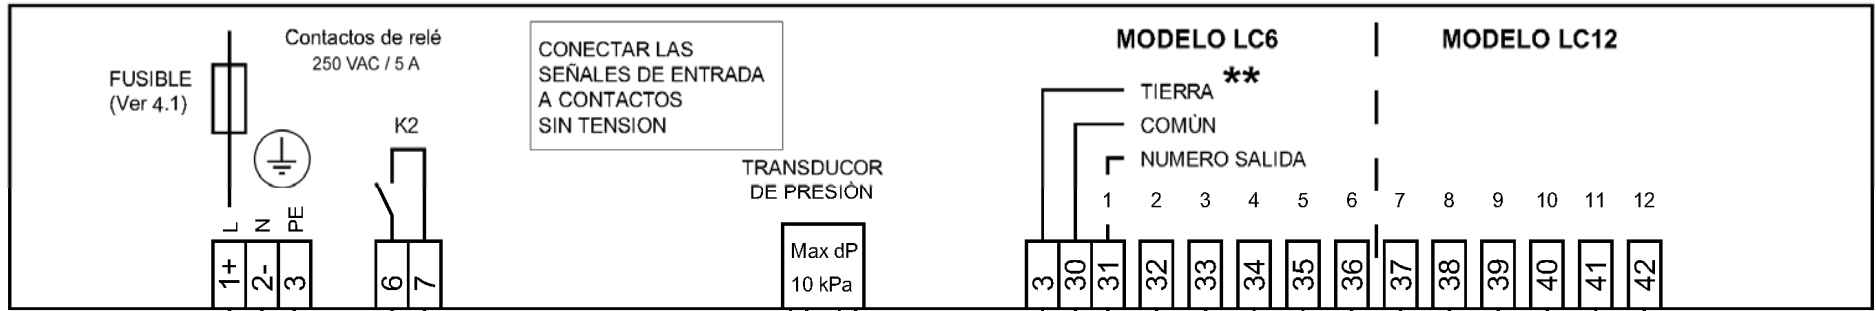 FUSIBLE
(Ver 4.1)
Contactos de relé
250 VAC / 5 A
K2
CONECTAR LAS
SEÑALES DE ENTRADA
A CONTACTOS
SIN TENSION
TRANSDUCOR
DE PRESIÒN
Max dP
10 kPa
MODELO LC6
MODELO LC12
TIERRA **
COMÙN
NUMERO SALIDA
1 2 3 4 5 6 7 8 9 10 11 12
L N PE
1+ 2- 3 6 7 3 30 31 32 33 34 35 36 37 38 39 40 41 42